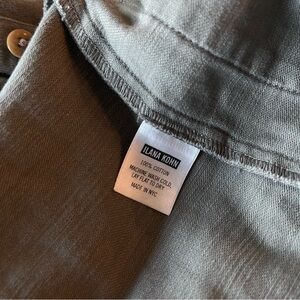 ILANA KOHN
100% COTTON
MACHINE WASH COLD,
LAY FLAT TO DRY
MADE IN NYC